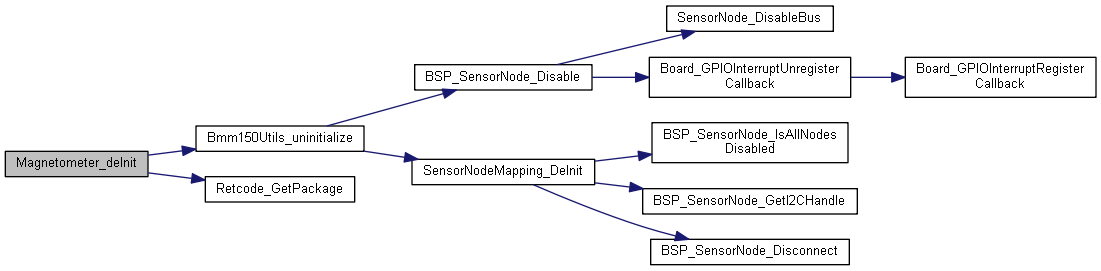 Magnetometer_deInit
Bmm150Utils_uninitialize
Retcode_GetPackage
BSP_SensorNode_Disable
SensorNodeMapping_DeInit
SensorNode_DisableBus
Board_GPIOInterruptUnregister
Callback
Board_GPIOInterruptRegister
Callback
BSP_SensorNode_IsAllNodes
Disabled
BSP_SensorNode_GetI2CHandle
BSP_SensorNode_Disconnect